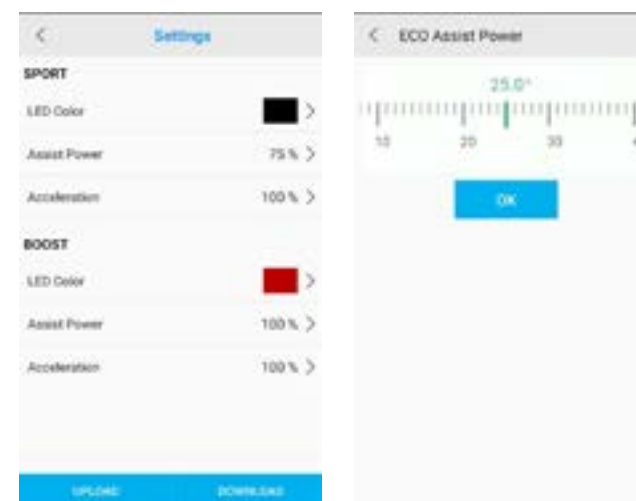 Settings
SPORT
LED Color
Assist Power 75 %
Acceleration 100 %
BOOST
LED Color
Assist Power 100 %
Acceleration 100 %
UPLOAD DOWNLOAD
ECO Assist Power
25.0
10 20 30
OK